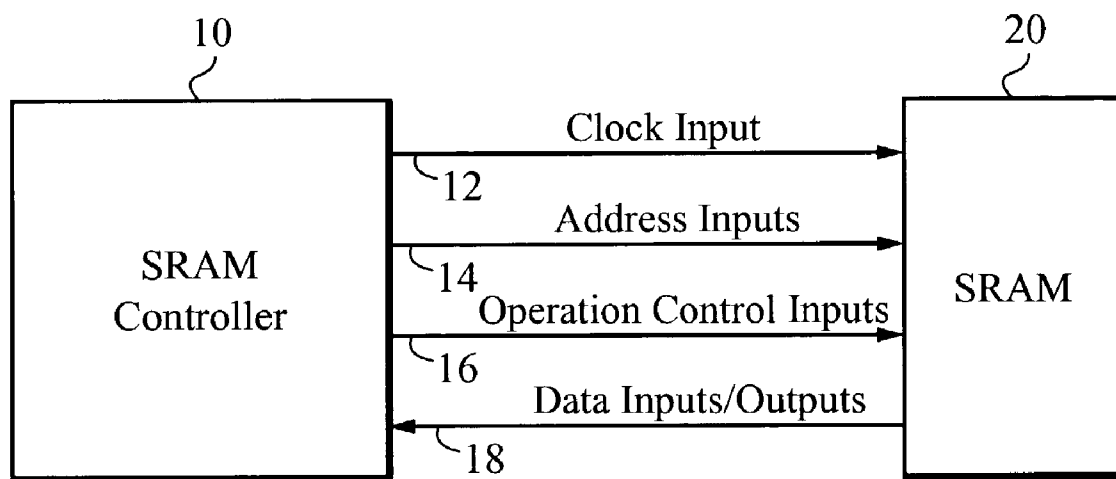 10
20
Clock Input
12
Address Inputs
14
SRAM
Controller
SRAM
Operation Control Inputs
16
Data Inputs/Outputs
18